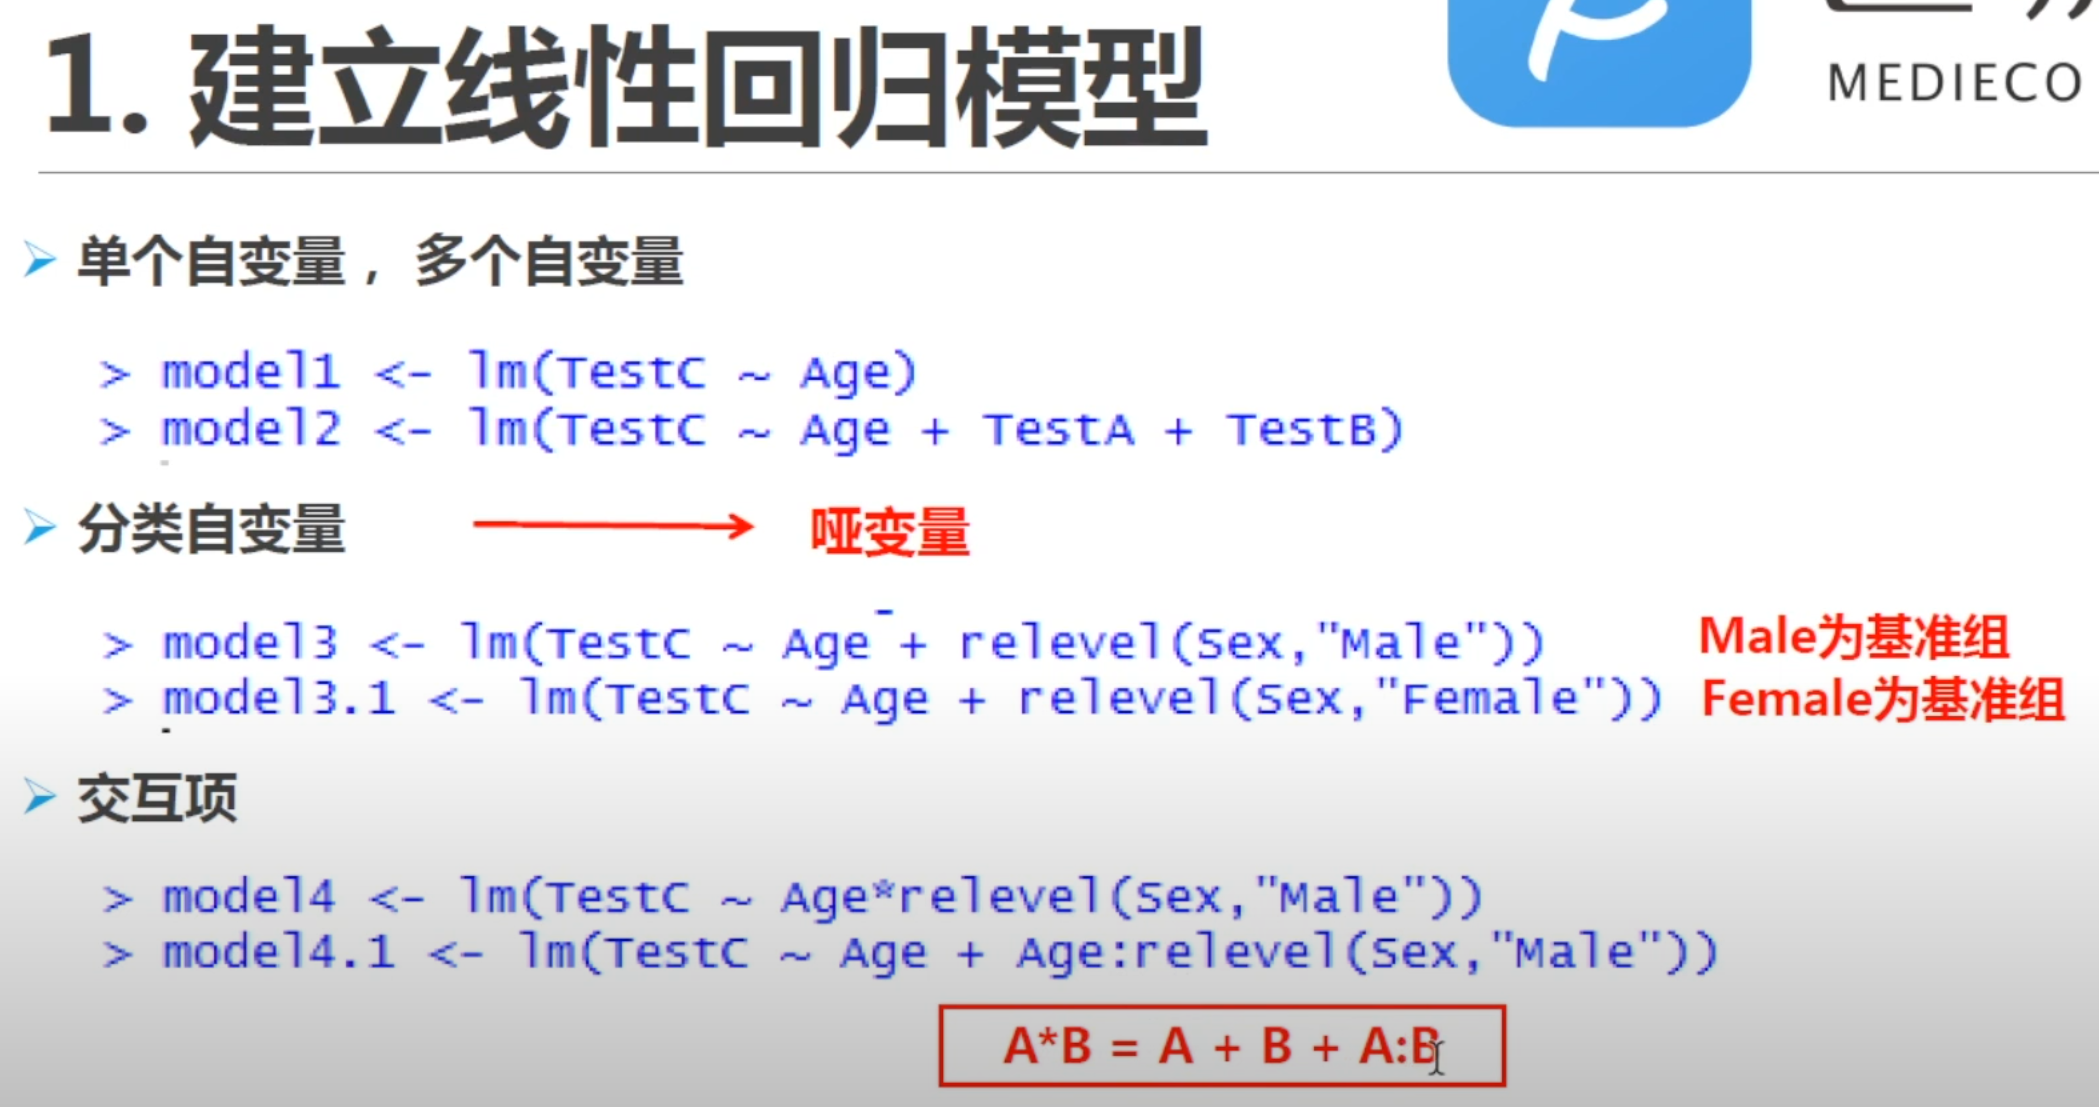 1. 建立线性回归模型
MEDIECO
单个自变量，多个自变量
> model1 <- lm(TestC ~ Age)
> model2 <- lm(TestC ~ Age + TestA + TestB)
分类自变量 哑变量
> model3 <- lm(TestC ~ Age + relevel(Sex,"Male")) Male为基准组
> model3.1 <- lm(TestC ~ Age + relevel(Sex,"Female")) Female为基准组
交互项
> model4 <- lm(TestC ~ Age*relevel(Sex,"Male"))
> model4.1 <- lm(TestC ~ Age + Age:relevel(Sex,"Male"))
A*B = A + B + A:B